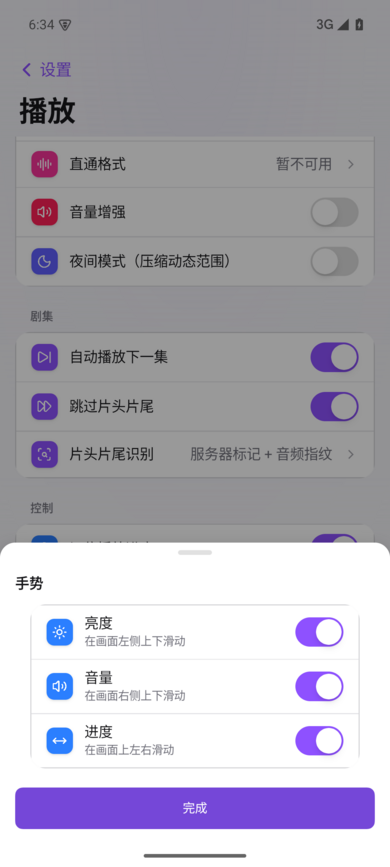 6:34
3G
设置
播放
直通格式
暂不可用
音量增强
夜间模式（压缩动态范围）
剧集
自动播放下一集
跳过片头片尾
片头片尾识别
服务器标记 + 音频指纹
控制
手势
亮度
在画面左侧上下滑动
音量
在画面右侧上下滑动
进度
在画面上左右滑动
完成